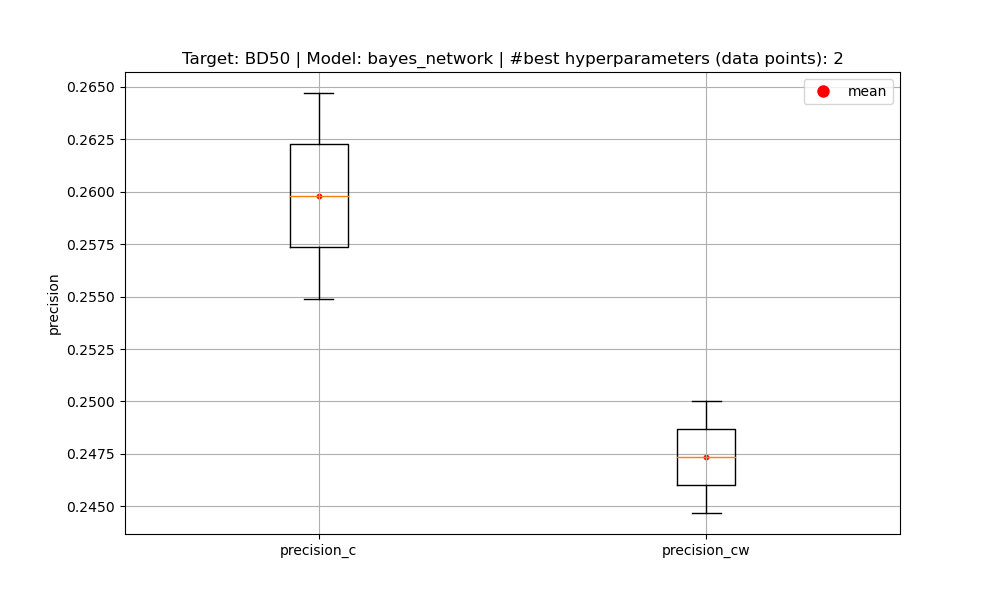 Target: BD50 | Model: bayes_network | #best hyperparameters (data points): 2
mean
0.2650
0.2625
0.2600
0.2575
0.2550
0.2525
0.2500
0.2475
0.2450
precision
precision_c
precision_cw